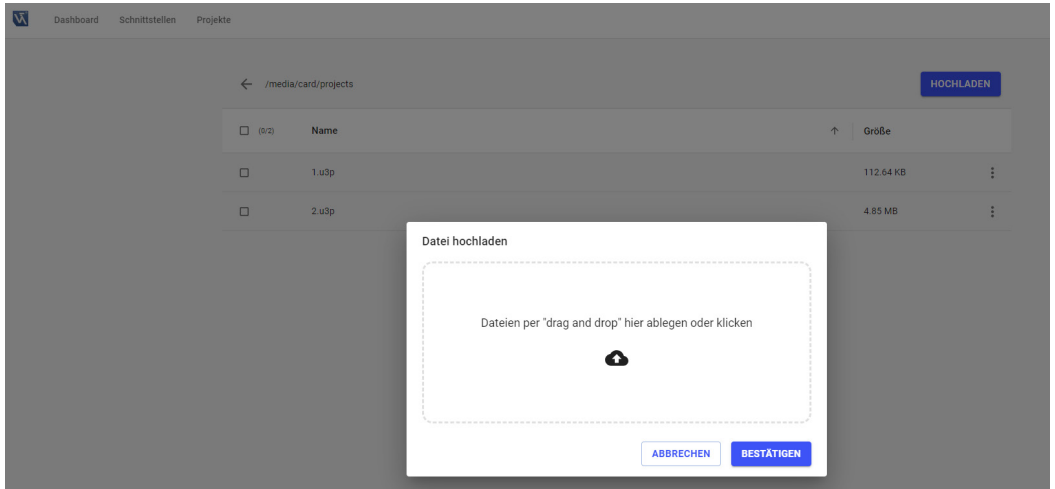 Dashboard Schnittstellen Projekte
/media/card/projects HOCHLADEN
(0/2) Name Größe
1.u3p 112.64 KB
2.u3p 4.85 MB
Datei hochladen
Dateien per "drag and drop" hier ablegen oder klicken
ABBRECHEN BESTÄTIGEN